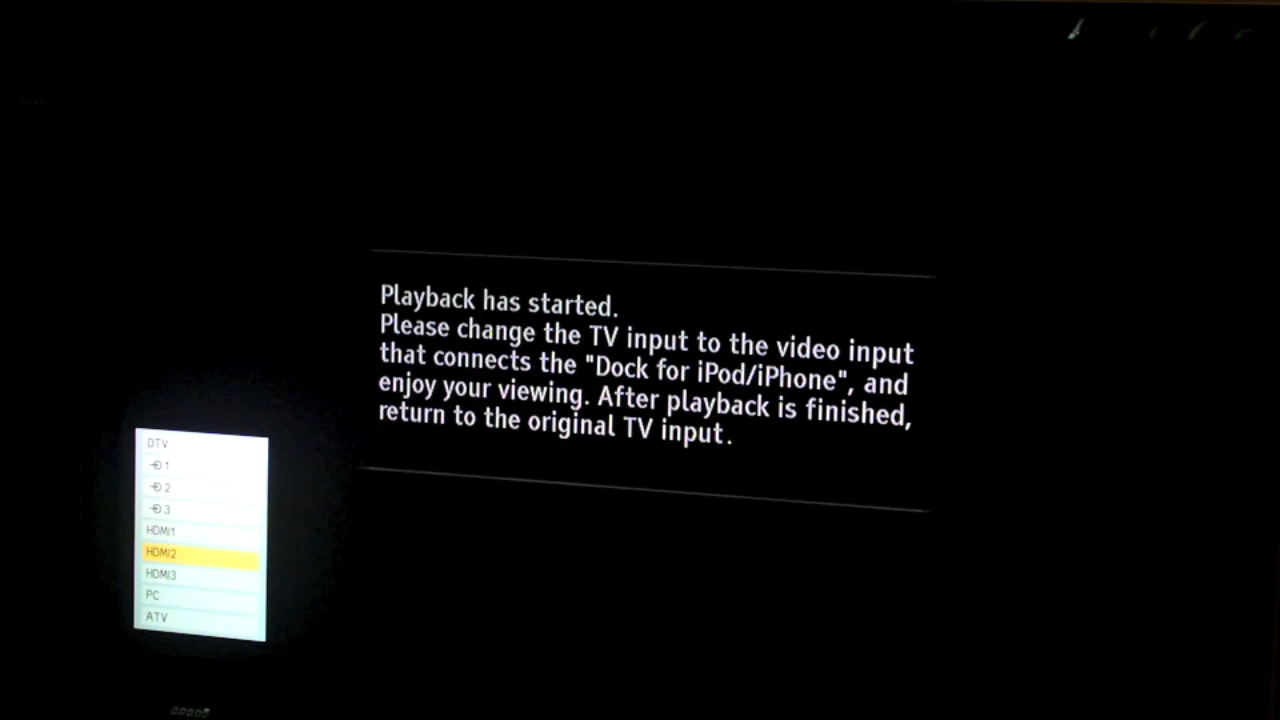 Playback has started.
Please change the TV input to the video input
that connects the "Dock for iPod/iPhone", and
enjoy your viewing. After playback is finished,
return to the original TV input.
DTV
1
2
3
HDMI1
HDMI2
HDMI3
PC
ATV